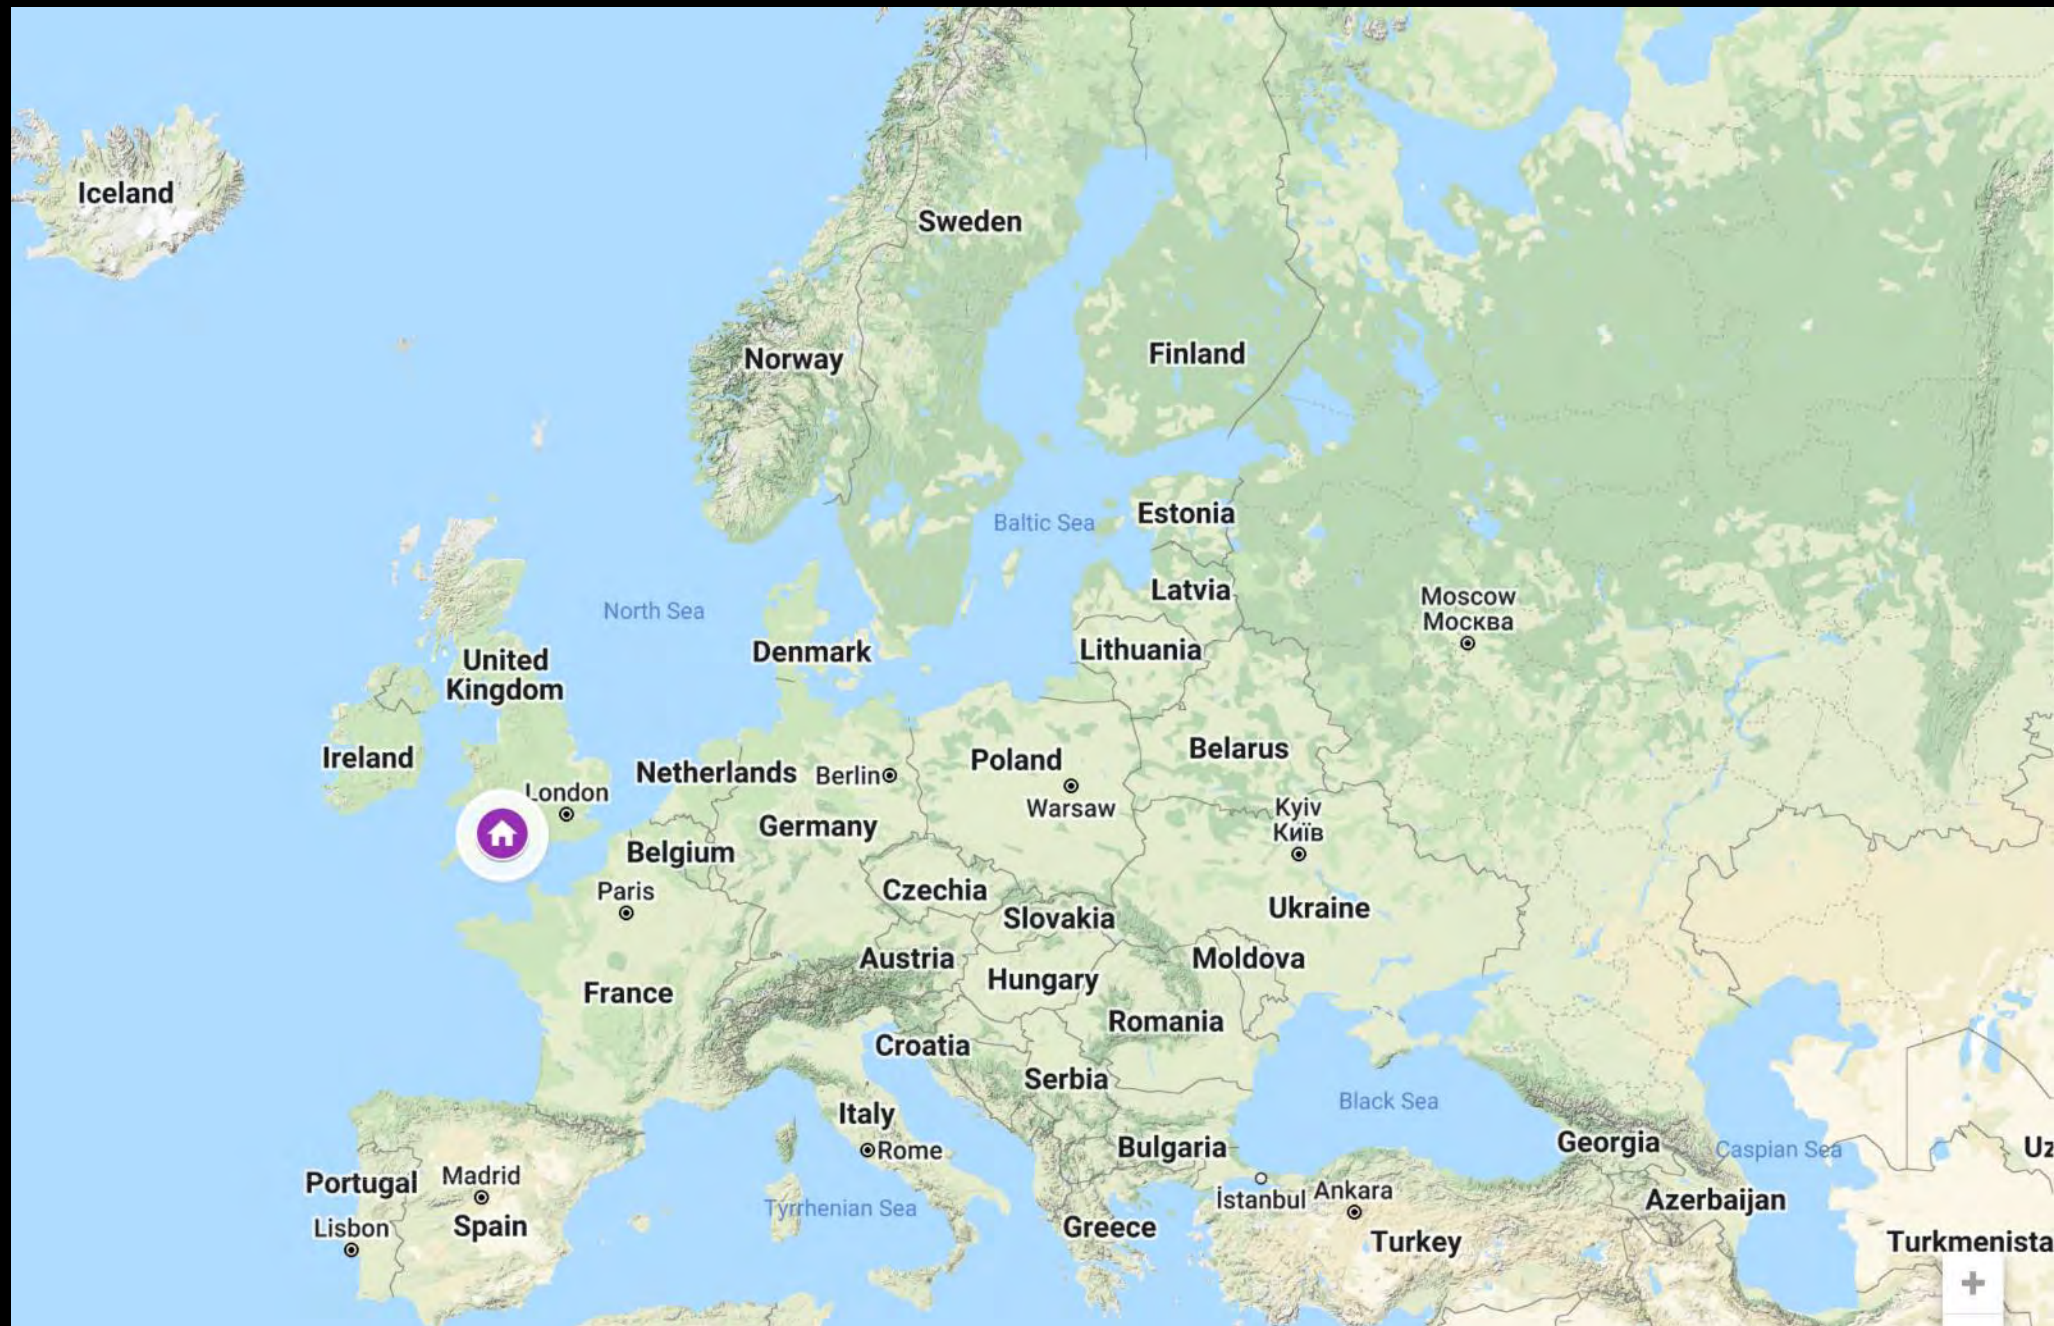 Iceland
Sweden
Norway
Finland
Baltic Sea
Estonia
North Sea
Latvia
Moscow
Москва
Denmark
Lithuania
United
Kingdom
Ireland
Netherlands
Berlin
Poland
Belarus
London
Warsaw
Kyiv
Київ
Germany
Belgium
Paris
Czechia
Slovakia
Ukraine
Austria
Hungary
Moldova
France
Romania
Croatia
Serbia
Black Sea
Italy
Rome
Bulgaria
Georgia
Caspian Sea
Uz
Portugal
Madrid
Lisbon
Spain
Tyrrhenian Sea
Greece
İstanbul
Ankara
Azerbaijan
Turkey
Turkmenista
+